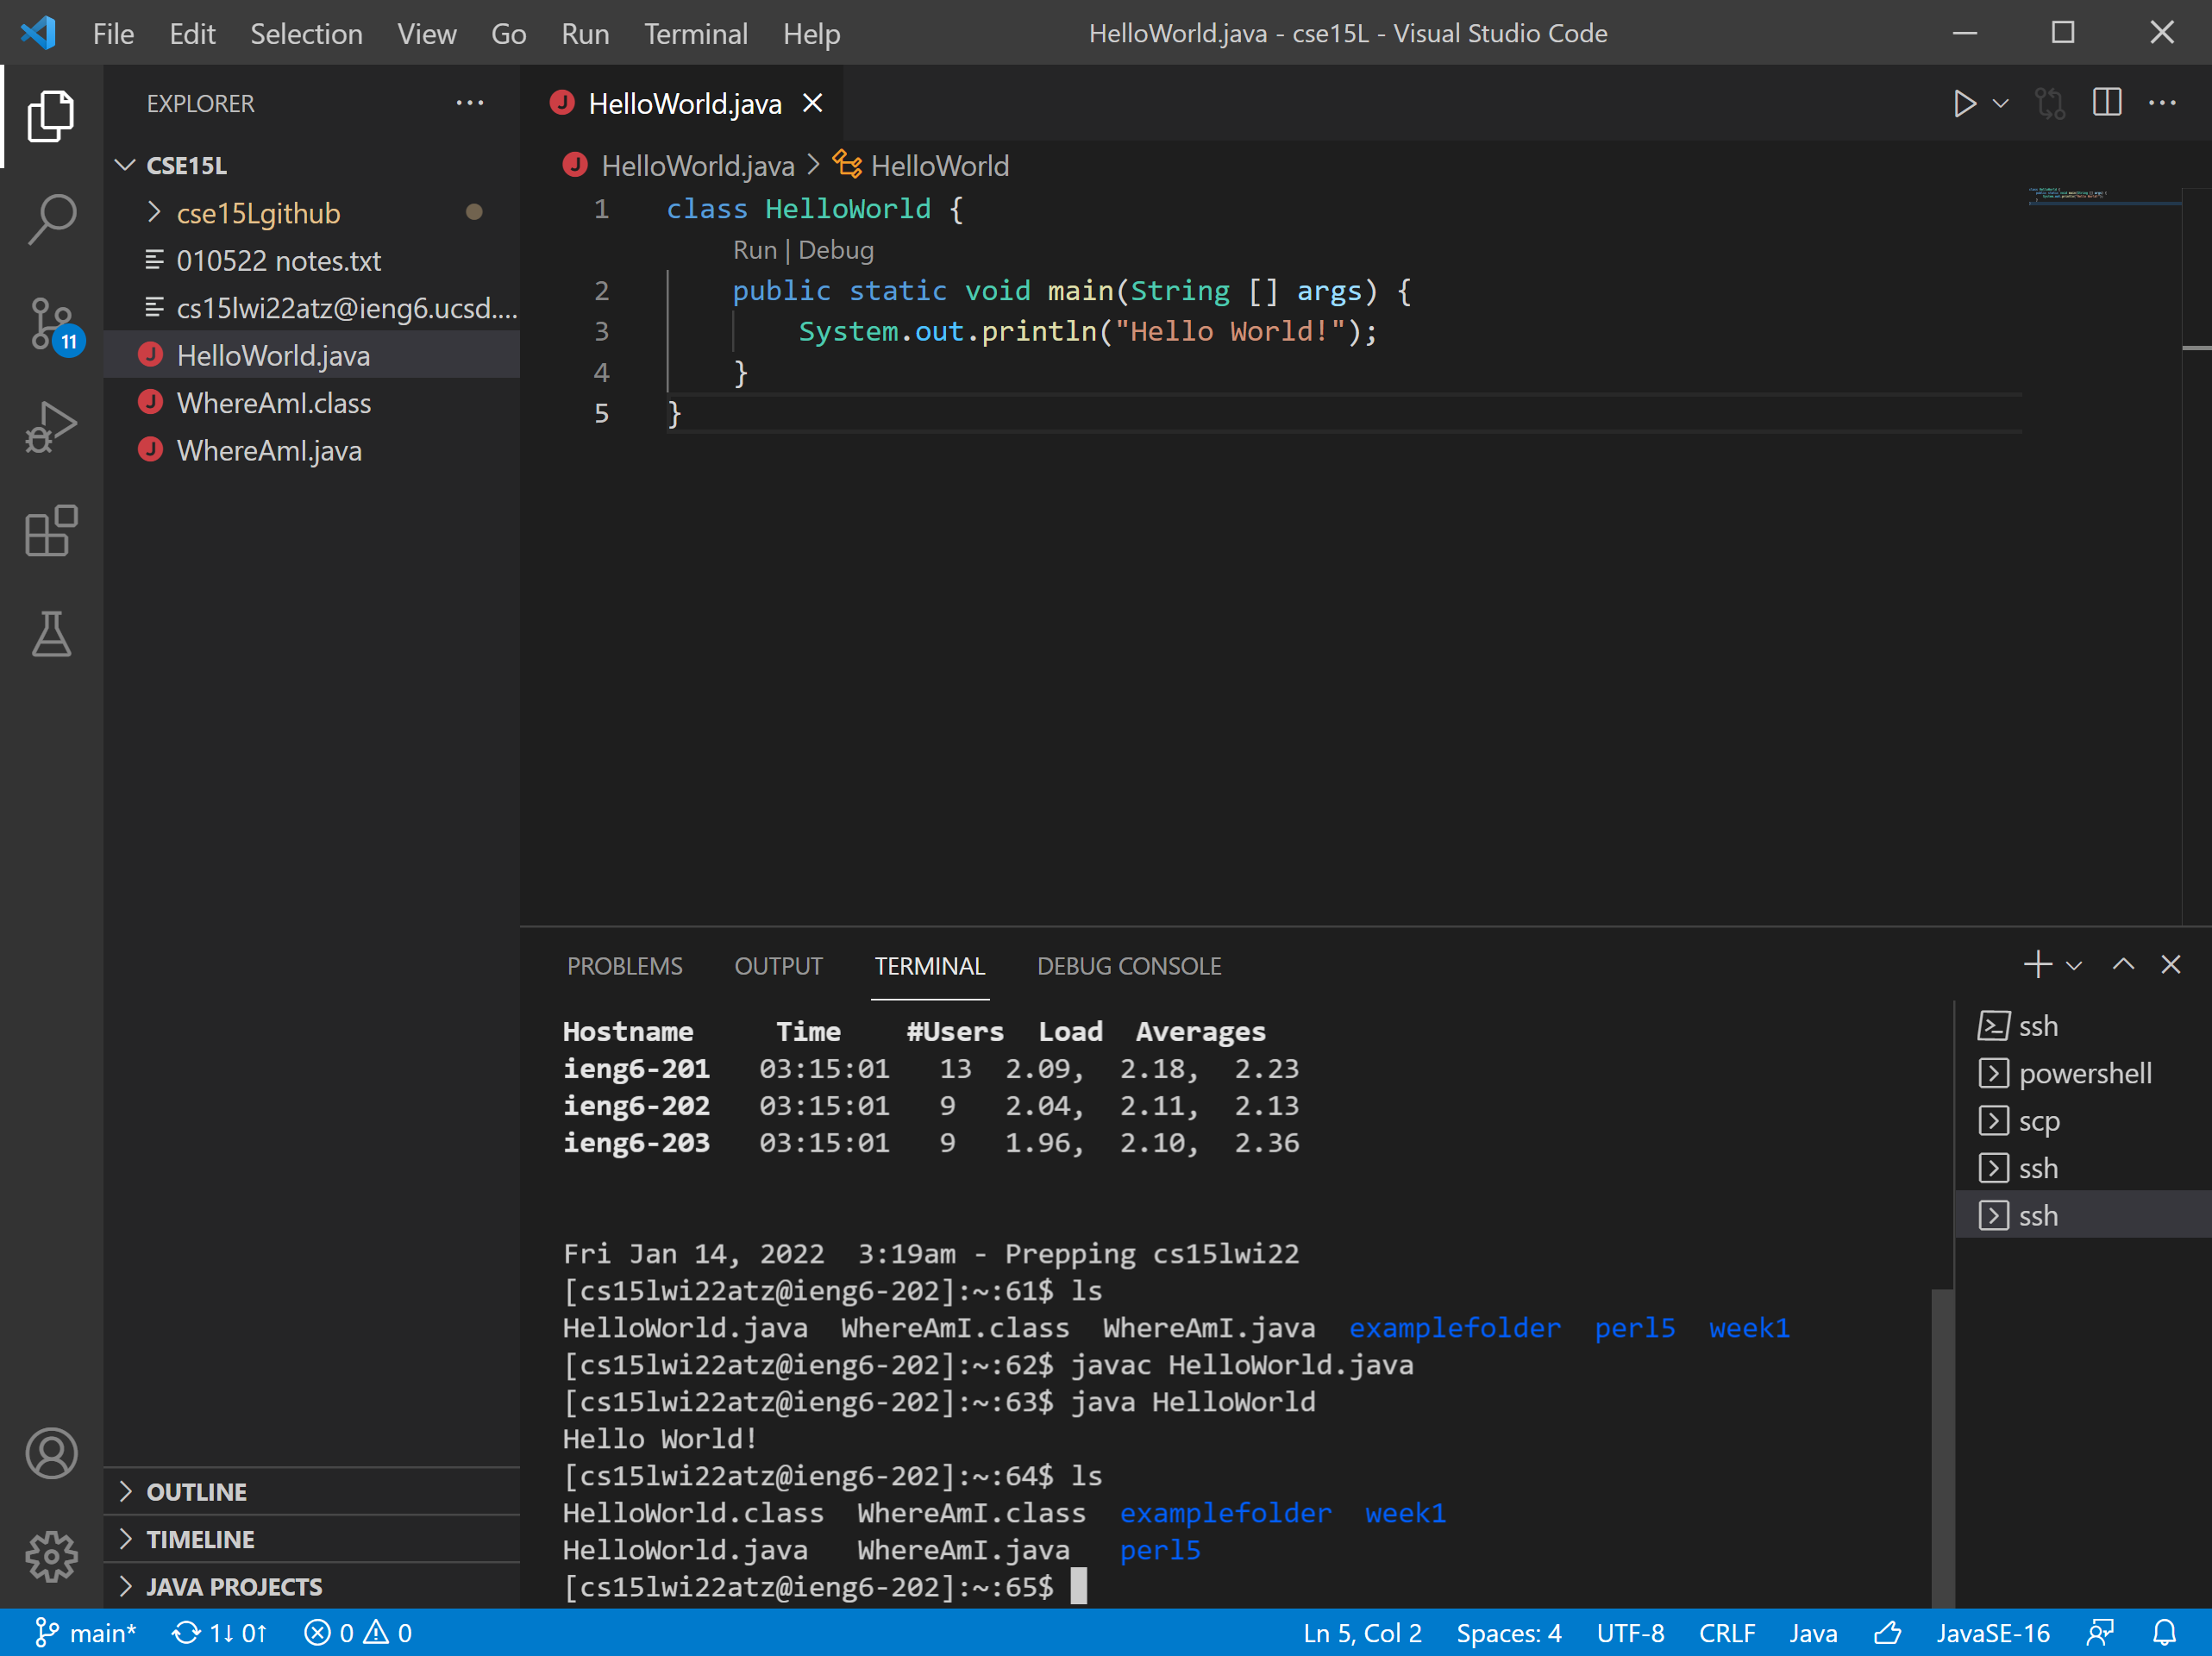 File Edit Selection View Go Run Terminal Help HelloWorld.java - cse15L - Visual Studio Code
EXPLORER
CSE15L
cse15Lgithub
010522 notes.txt
cs15lwi22atz@ieng6.ucsd....
HelloWorld.java
WhereAmI.class
WhereAmI.java
11
OUTLINE
TIMELINE
JAVA PROJECTS
HelloWorld.java
HelloWorld.java > HelloWorld
1 class HelloWorld {
Run | Debug
2 public static void main(String [] args) {
3 System.out.println("Hello World!");
4 }
5 }
PROBLEMS OUTPUT TERMINAL DEBUG CONSOLE
Hostname Time #Users Load Averages
ieng6-201 03:15:01 13 2.09, 2.18, 2.23
ieng6-202 03:15:01 9 2.04, 2.11, 2.13
ieng6-203 03:15:01 9 1.96, 2.10, 2.36
Fri Jan 14, 2022 3:19am - Prepping cs15lwi22
[cs15lwi22atz@ieng6-202]:~:61$ ls
HelloWorld.java WhereAmI.class WhereAmI.java examplefolder perl5 week1
[cs15lwi22atz@ieng6-202]:~:62$ javac HelloWorld.java
[cs15lwi22atz@ieng6-202]:~:63$ java HelloWorld
Hello World!
[cs15lwi22atz@ieng6-202]:~:64$ ls
HelloWorld.class WhereAmI.class examplefolder week1
HelloWorld.java WhereAmI.java perl5
[cs15lwi22atz@ieng6-202]:~:65$
ssh
powershell
scp
ssh
ssh
main* 1↓ 0↑ 0 0 Ln 5, Col 2 Spaces: 4 UTF-8 CRLF Java JavaSE-16